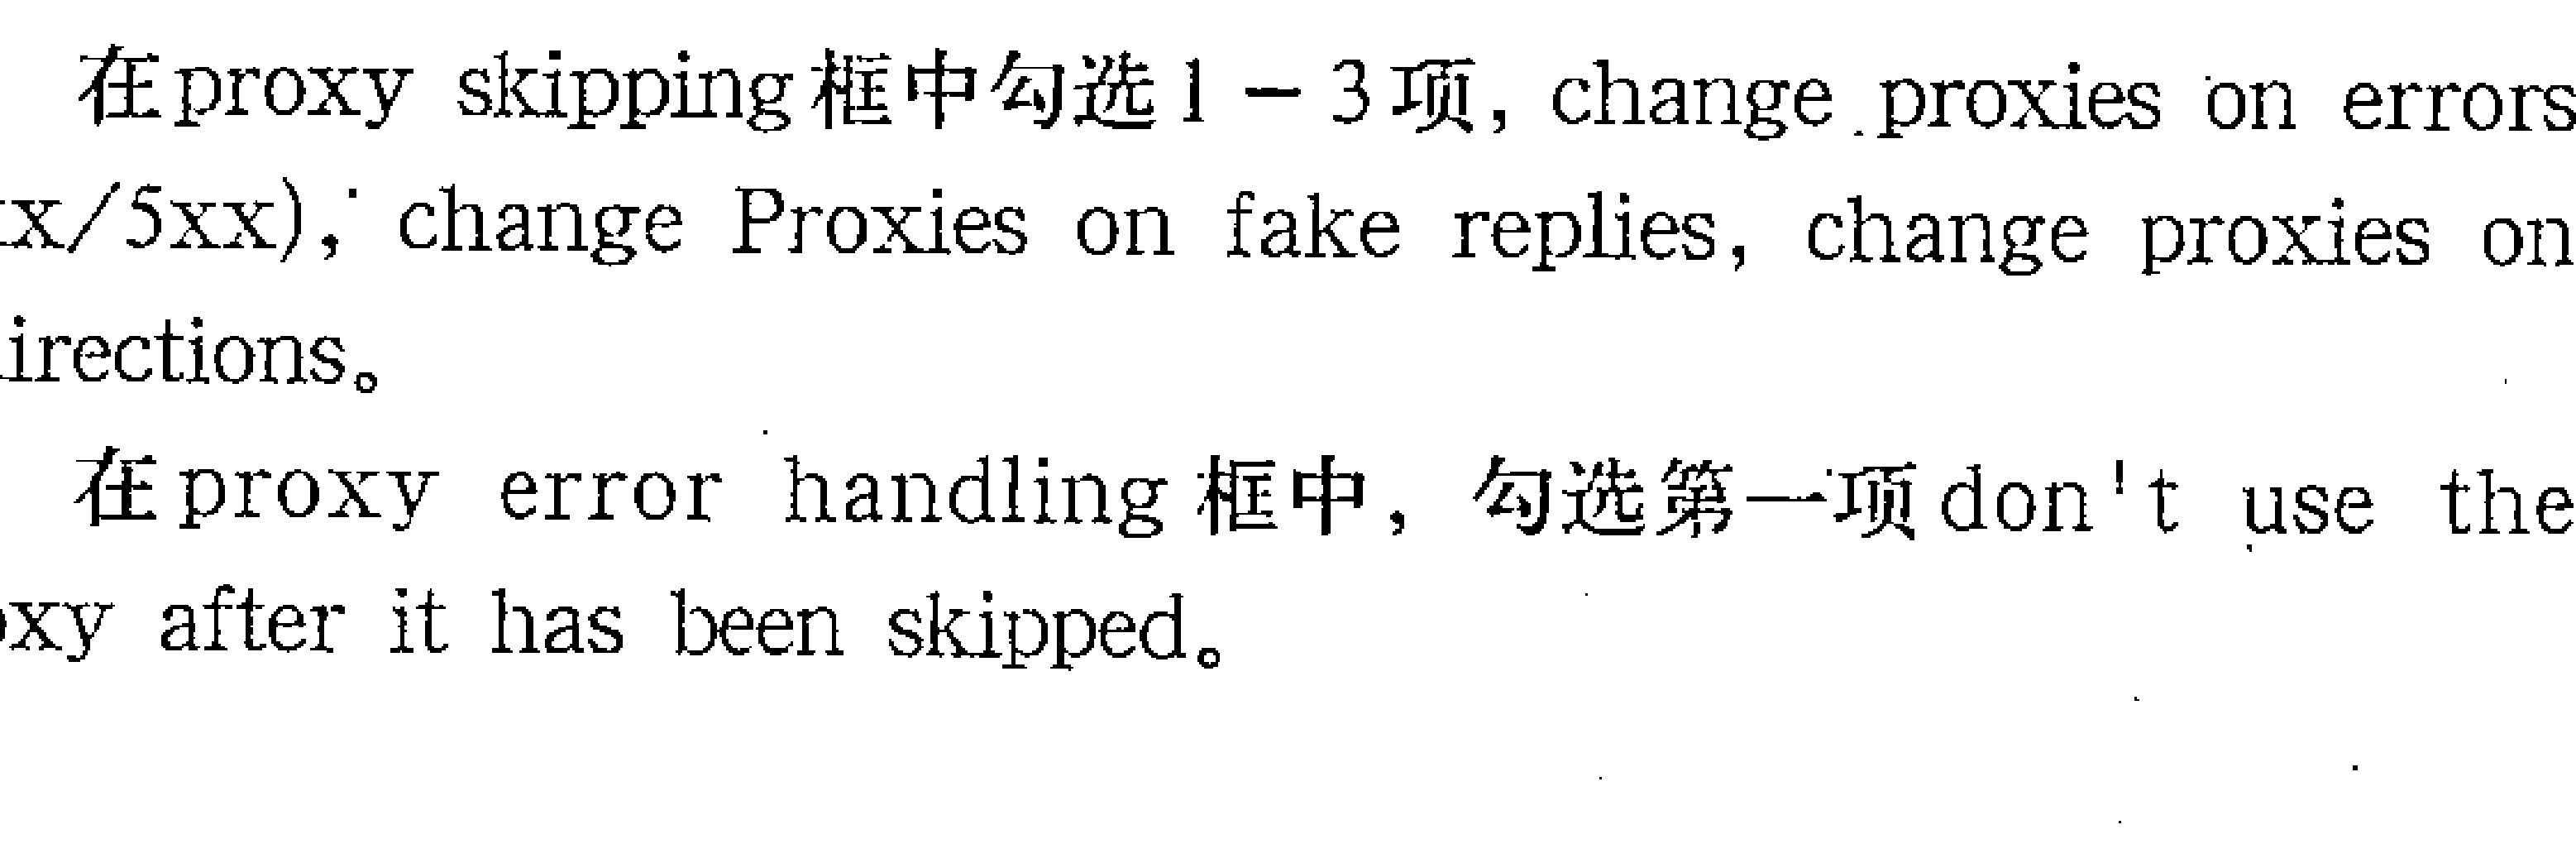 在proxy skipping框中勾选1-3项, change proxies on errors
x/5xx), change Proxies on fake replies, change proxies on
irections。
在proxy error handling框中, 勾选第一项don't use the
xy after it has been skipped。